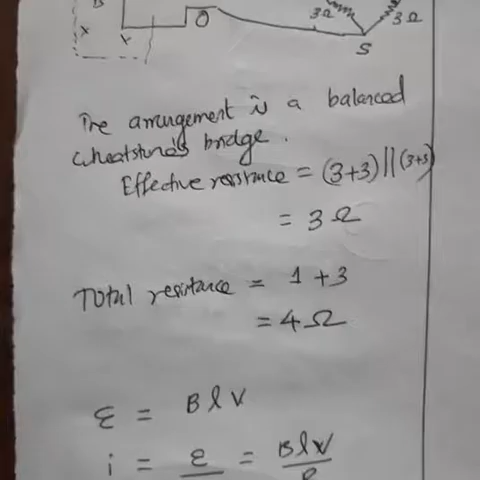 B
x
x
O
3Ω
3Ω
S
The arrangement is a balanced
wheatstone's bridge.
Effective resistance = (3+3)||(3+3)
= 3Ω
Total resistance = 1+3
= 4Ω
ε = BlV
i = ε = BlV
R